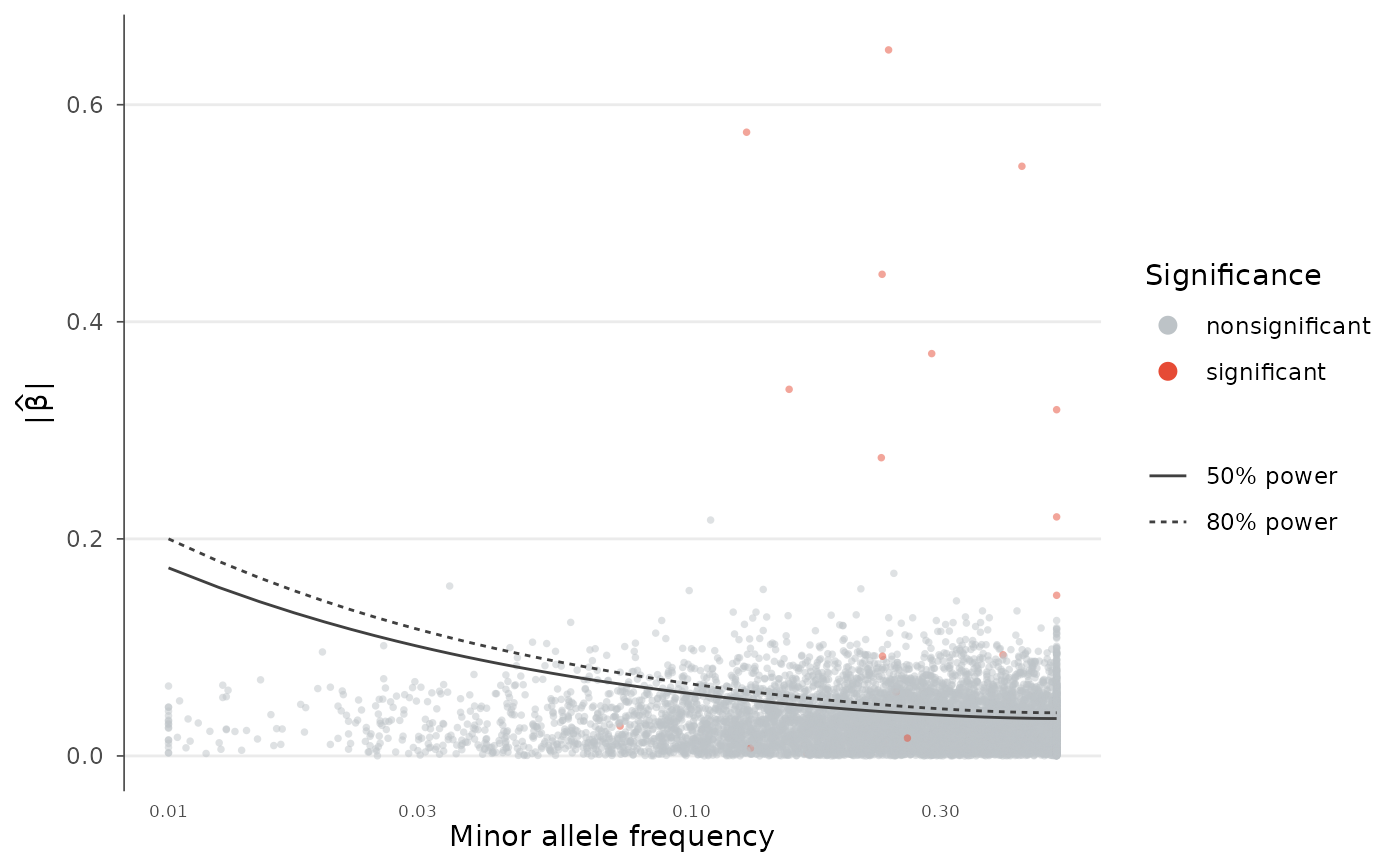 0.6
0.4
0.2
0.0
|β̂|
0.01
0.03
0.10
0.30
Minor allele frequency
Significance
nonsignificant
significant
50% power
80% power